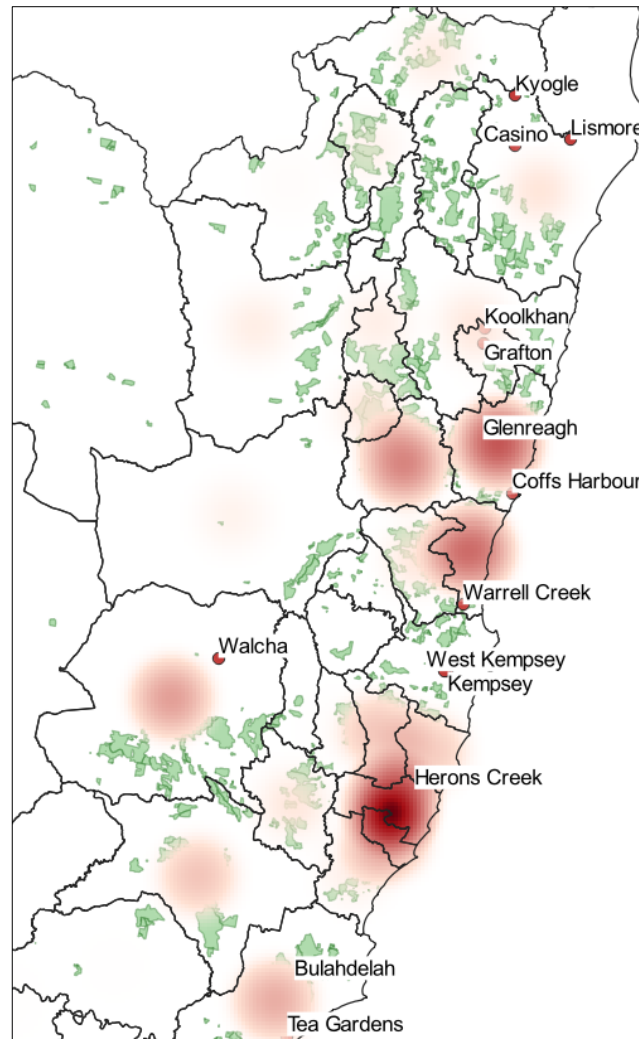 Kyogle
Casino
Lismore
Koolkhan
Grafton
Glenreagh
Coffs Harbour
Warrell Creek
Walcha
West Kempsey
Kempsey
Herons Creek
Bulahdelah
Tea Gardens